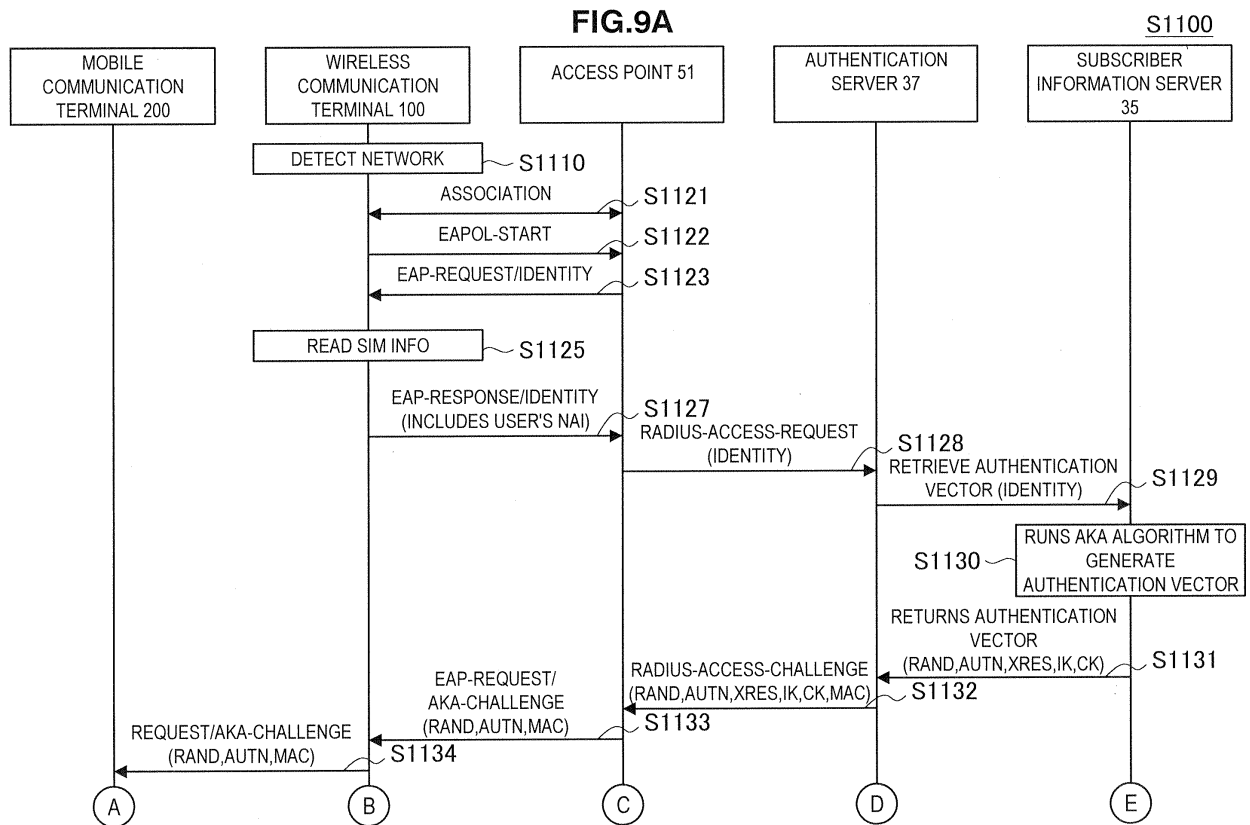 FIG.9A
S1100
MOBILE
COMMUNICATION
TERMINAL 200
WIRELESS
COMMUNICATION
TERMINAL 100
ACCESS POINT 51
AUTHENTICATION
SERVER 37
SUBSCRIBER
INFORMATION SERVER
35
DETECT NETWORK
S1110
ASSOCIATION
S1121
EAPOL-START
S1122
EAP-REQUEST/IDENTITY
S1123
READ SIM INFO
S1125
EAP-RESPONSE/IDENTITY
(INCLUDES USER'S NAI)
S1127
RADIUS-ACCESS-REQUEST
(IDENTITY)
S1128
RETRIEVE AUTHENTICATION
VECTOR (IDENTITY)
S1129
S1130
RUNS AKA ALGORITHM TO
GENERATE
AUTHENTICATION VECTOR
RETURNS AUTHENTICATION
VECTOR
(RAND,AUTN,XRES,IK,CK)
S1131
RADIUS-ACCESS-CHALLENGE
(RAND,AUTN,XRES,IK,CK,MAC)
S1132
EAP-REQUEST/
AKA-CHALLENGE
(RAND,AUTN,MAC)
S1133
REQUEST/AKA-CHALLENGE
(RAND,AUTN,MAC)
S1134
A
B
C
D
E